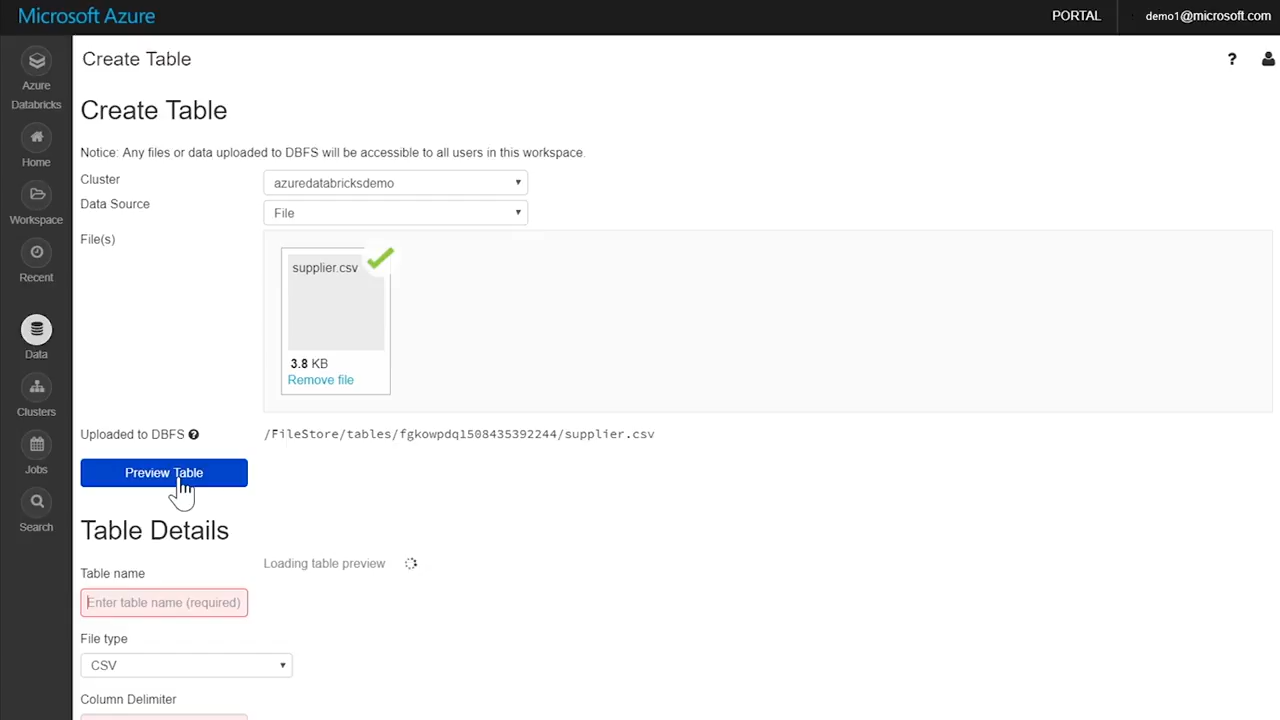 Microsoft Azure
PORTAL
demo1@microsoft.com
Azure
Databricks
Home
Workspace
Recent
Data
Clusters
Jobs
Search
Create Table
?
Create Table
Notice: Any files or data uploaded to DBFS will be accessible to all users in this workspace.
Cluster
azuredatabricksdemo
Data Source
File
File(s)
supplier.csv
3.8 KB
Remove file
Uploaded to DBFS ?
/FileStore/tables/fgkowpdq1508435392244/supplier.csv
Preview Table
Table Details
Loading table preview
Table name
Enter table name (required)
File type
CSV
Column Delimiter